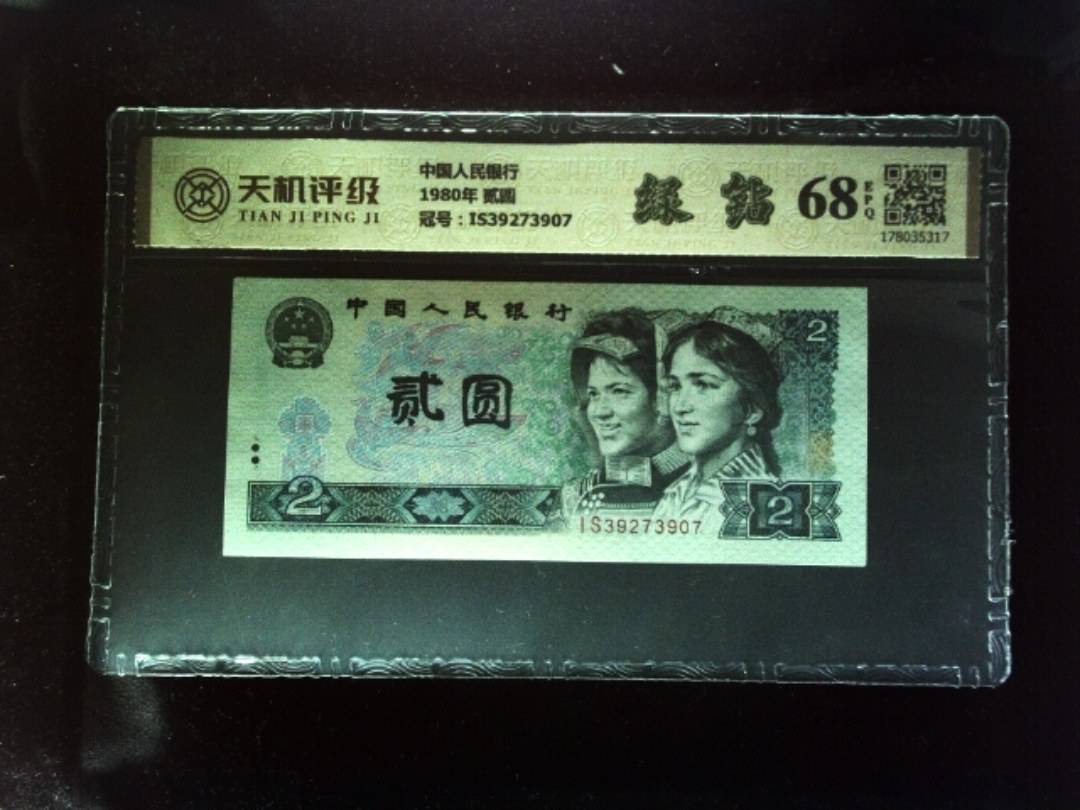 天机评级
TIAN JI PING JI
中国人民银行
1980年 贰圆
冠号：IS39273907
绿 钻
68
EPQ
178035317
中国人民银行
2
贰圆
2
IS39273907
2